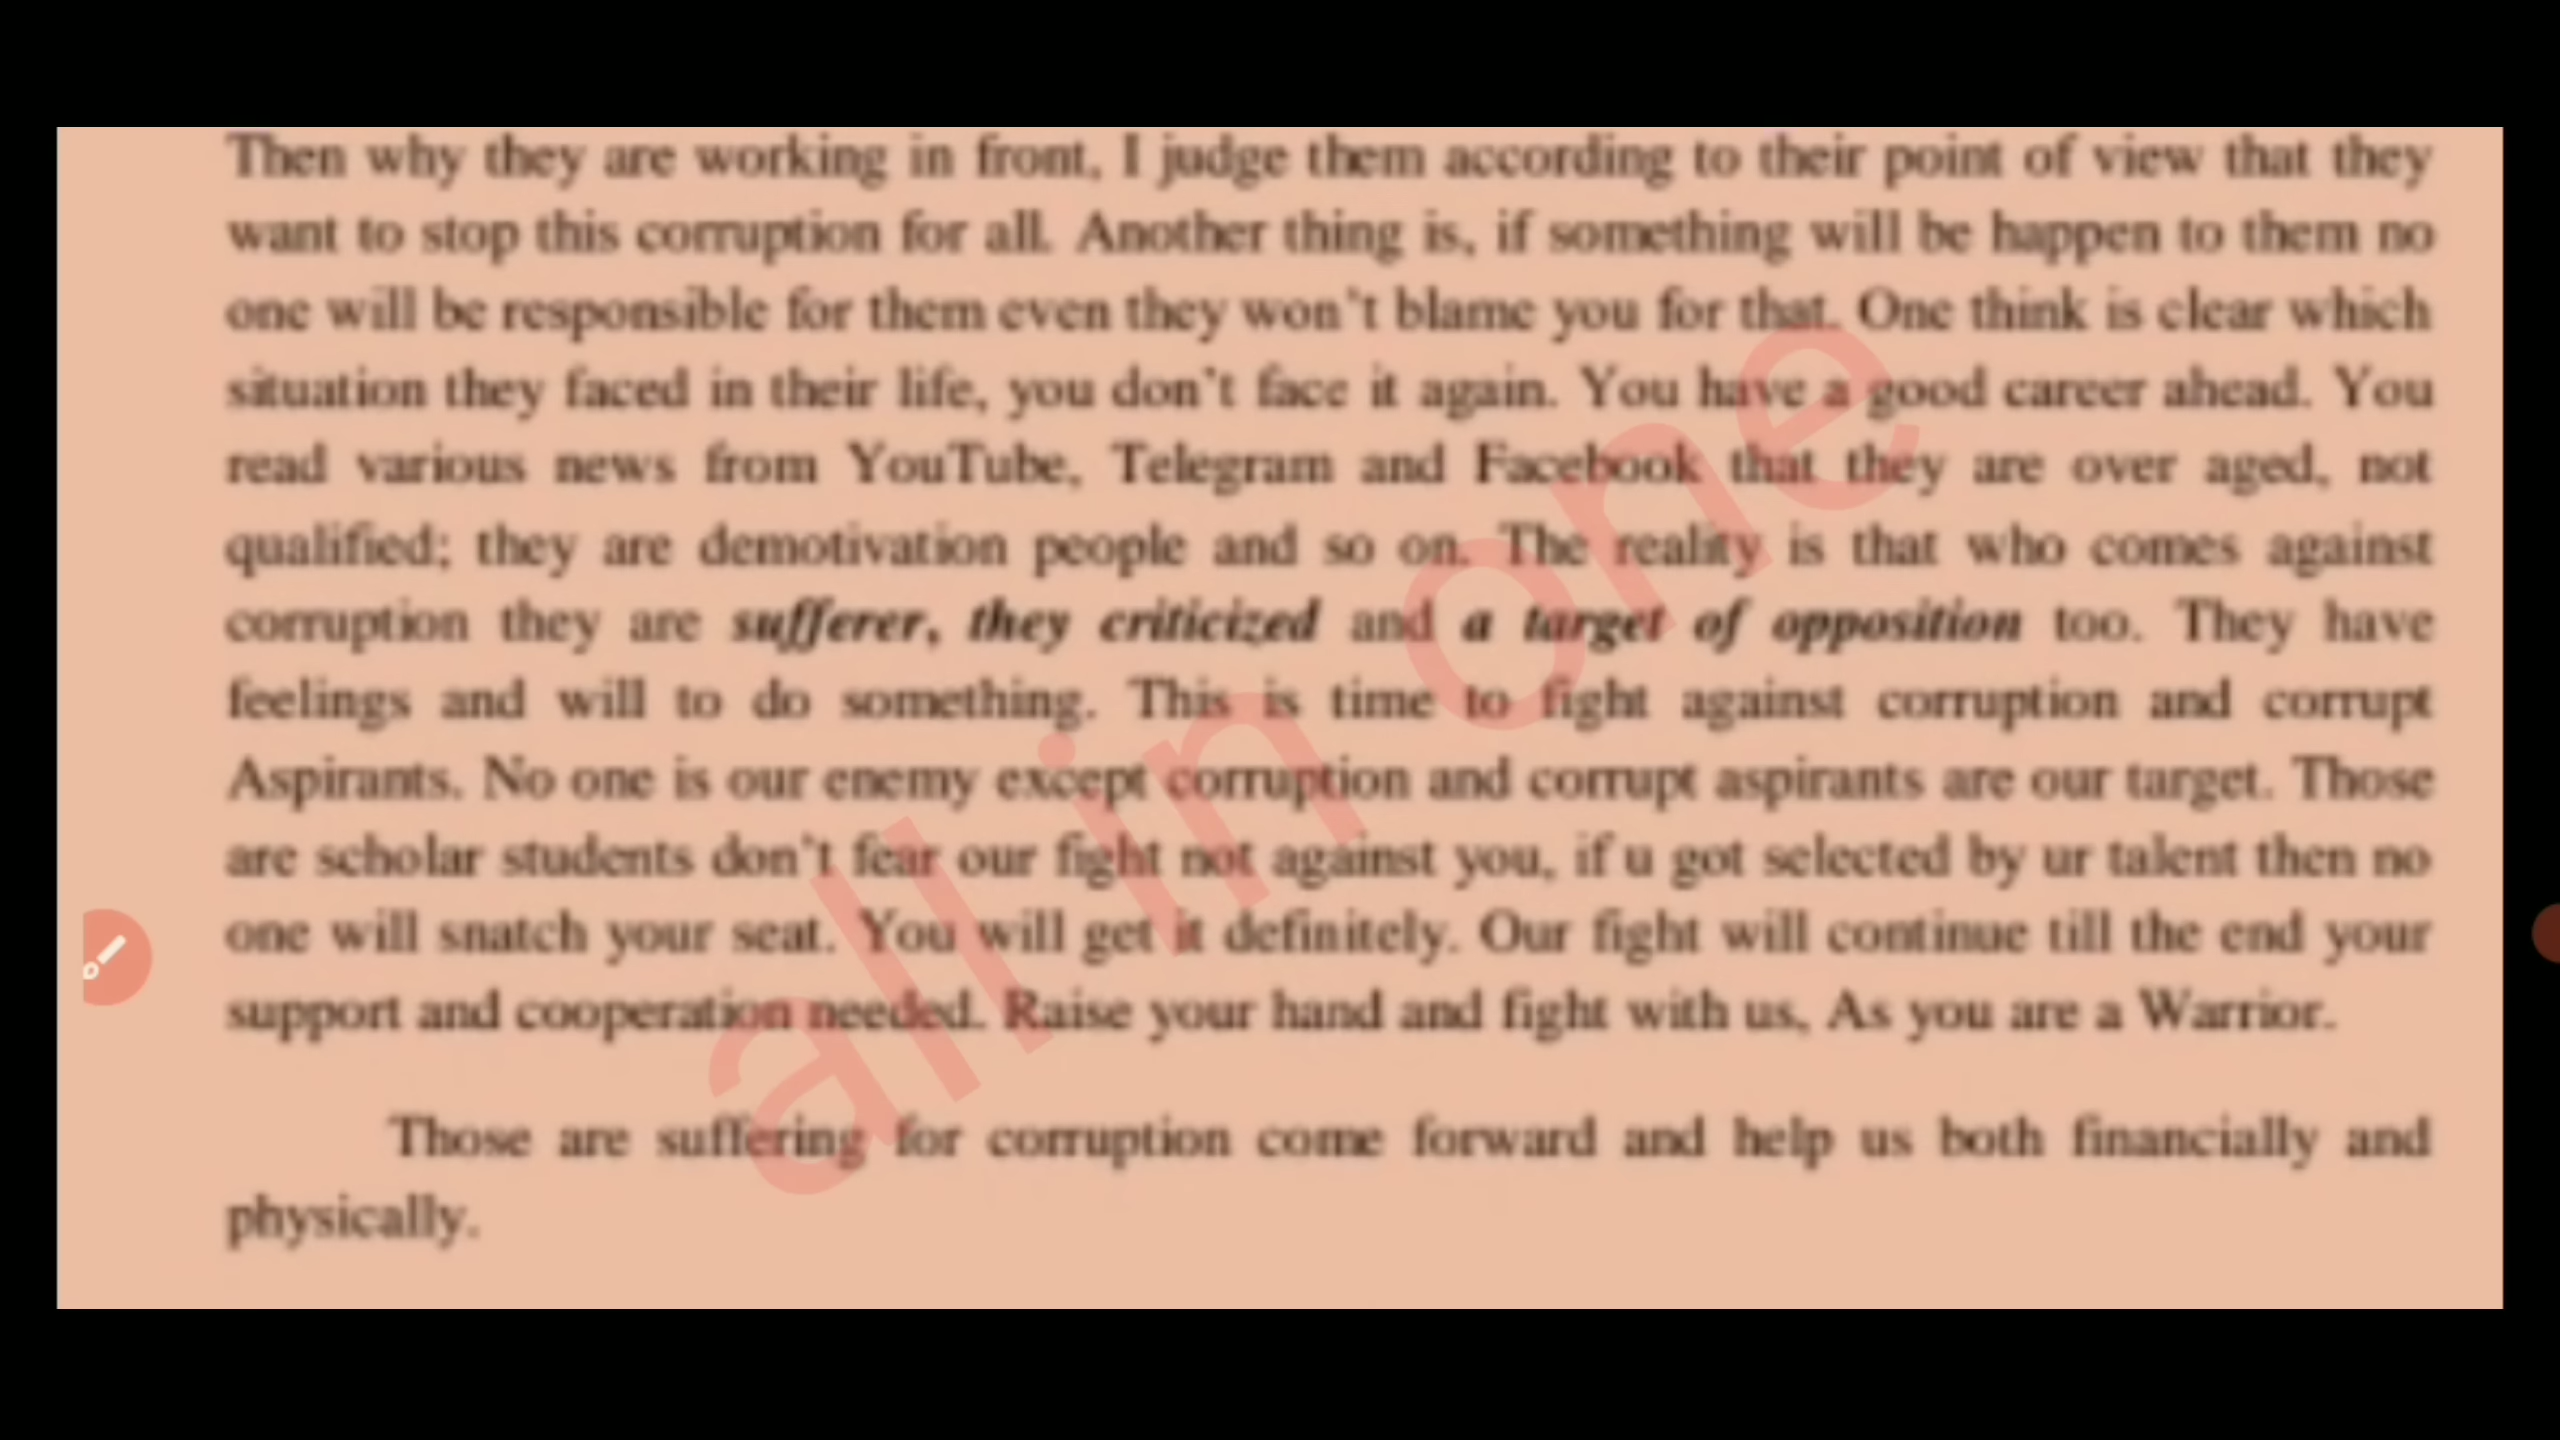 Then why they are working in front, I judge them according to their point of view that they
want to stop this corruption for all. Another thing is, if something will be happen to them no
one will be responsible for them even they won't blame you for that. One think is clear which
situation they faced in their life, you don't face it again. You have a good career ahead. You
read various news from YouTube, Telegram and Facebook that they are over aged, not
qualified; they are demotivation people and so on. The reality is that who comes against
corruption they are sufferer, they criticized and a target of opposition too. They have
feelings and will to do something. This is time to fight against corruption and corrupt
Aspirants. No one is our enemy except corruption and corrupt aspirants are our target. Those
are scholar students don't fear our fight not against you, if u got selected by ur talent then no
one will snatch your seat. You will get it definitely. Our fight will continue till the end your
support and cooperation needed. Raise your hand and fight with us, As you are a Warrior.
Those are suffering for corruption come forward and help us both financially and
physically.
all in one